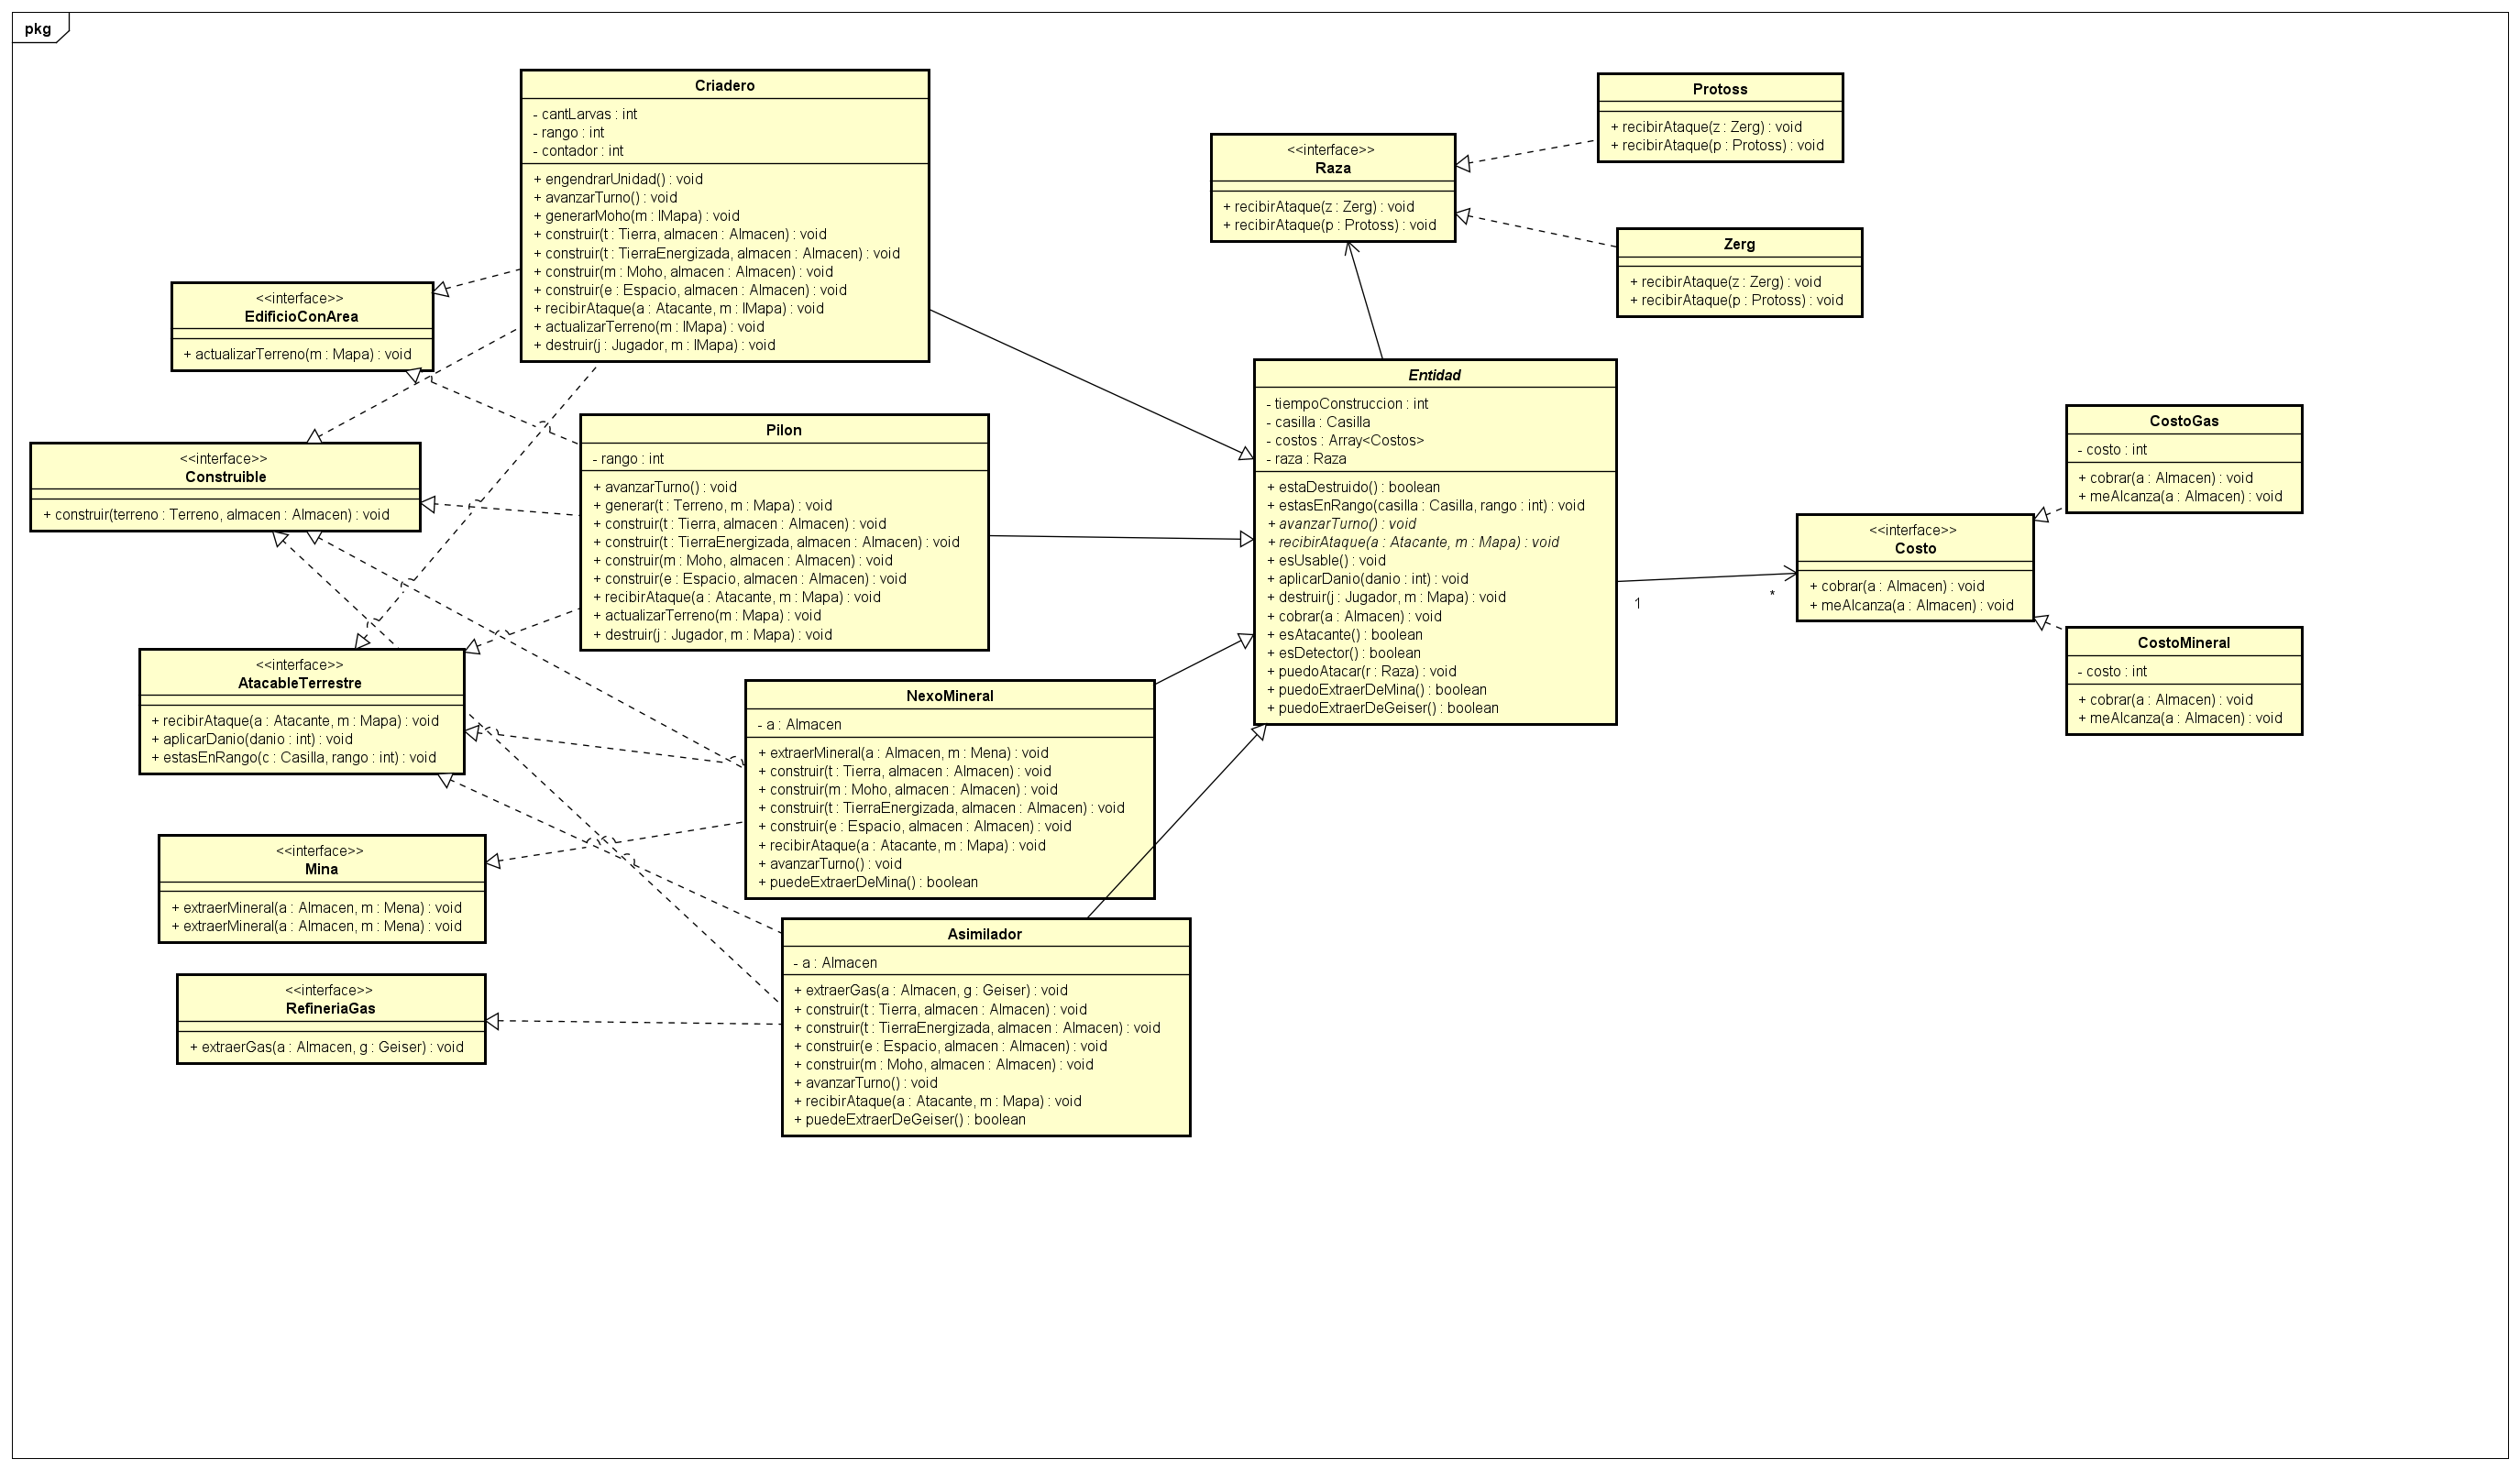 pkg
Criadero
- cantLarvas : int
- rango : int
- contador : int
+ engendrarUnidad() : void
+ avanzarTurno() : void
+ generarMoho(m : IMapa) : void
+ construir(t : Tierra, almacen : Almacen) : void
+ construir(t : TierraEnergizada, almacen : Almacen) : void
+ construir(m : Moho, almacen : Almacen) : void
+ construir(e : Espacio, almacen : Almacen) : void
+ recibirAtaque(a : Atacante, m : IMapa) : void
+ actualizarTerreno(m : IMapa) : void
+ destruir(j : Jugador, m : IMapa) : void
<<interface>>
Raza
+ recibirAtaque(z : Zerg) : void
+ recibirAtaque(p : Protoss) : void
Protoss
+ recibirAtaque(z : Zerg) : void
+ recibirAtaque(p : Protoss) : void
Zerg
+ recibirAtaque(z : Zerg) : void
+ recibirAtaque(p : Protoss) : void
<<interface>>
EdificioConArea
+ actualizarTerreno(m : Mapa) : void
<<interface>>
Construible
+ construir(terreno : Terreno, almacen : Almacen) : void
Pilon
- rango : int
+ avanzarTurno() : void
+ generar(t : Terreno, m : Mapa) : void
+ construir(t : Tierra, almacen : Almacen) : void
+ construir(t : TierraEnergizada, almacen : Almacen) : void
+ construir(m : Moho, almacen : Almacen) : void
+ construir(e : Espacio, almacen : Almacen) : void
+ recibirAtaque(a : Atacante, m : Mapa) : void
+ actualizarTerreno(m : Mapa) : void
+ destruir(j : Jugador, m : Mapa) : void
Entidad
- tiempoConstruccion : int
- casilla : Casilla
- costos : Array<Costos>
- raza : Raza
+ estaDestruido() : boolean
+ estasEnRango(casilla : Casilla, rango : int) : void
+ avanzarTurno() : void
+ recibirAtaque(a : Atacante, m : Mapa) : void
+ esUsable() : void
+ aplicarDanio(danio : int) : void
+ destruir(j : Jugador, m : Mapa) : void
+ cobrar(a : Almacen) : void
+ esAtacante() : boolean
+ esDetector() : boolean
+ puedoAtacar(r : Raza) : void
+ puedoExtraerDeMina() : boolean
+ puedoExtraerDeGeiser() : boolean
1
*
<<interface>>
Costo
+ cobrar(a : Almacen) : void
+ meAlcanza(a : Almacen) : void
CostoGas
- costo : int
+ cobrar(a : Almacen) : void
+ meAlcanza(a : Almacen) : void
CostoMineral
- costo : int
+ cobrar(a : Almacen) : void
+ meAlcanza(a : Almacen) : void
<<interface>>
AtacableTerrestre
+ recibirAtaque(a : Atacante, m : Mapa) : void
+ aplicarDanio(danio : int) : void
+ estasEnRango(c : Casilla, rango : int) : void
NexoMineral
- a : Almacen
+ extraerMineral(a : Almacen, m : Mena) : void
+ construir(t : Tierra, almacen : Almacen) : void
+ construir(m : Moho, almacen : Almacen) : void
+ construir(t : TierraEnergizada, almacen : Almacen) : void
+ construir(e : Espacio, almacen : Almacen) : void
+ recibirAtaque(a : Atacante, m : Mapa) : void
+ avanzarTurno() : void
+ puedeExtraerDeMina() : boolean
<<interface>>
Mina
+ extraerMineral(a : Almacen, m : Mena) : void
+ extraerMineral(a : Almacen, m : Mena) : void
<<interface>>
RefineriaGas
+ extraerGas(a : Almacen, g : Geiser) : void
Asimilador
- a : Almacen
+ extraerGas(a : Almacen, g : Geiser) : void
+ construir(t : Tierra, almacen : Almacen) : void
+ construir(t : TierraEnergizada, almacen : Almacen) : void
+ construir(e : Espacio, almacen : Almacen) : void
+ construir(m : Moho, almacen : Almacen) : void
+ avanzarTurno() : void
+ recibirAtaque(a : Atacante, m : Mapa) : void
+ puedeExtraerDeGeiser() : boolean